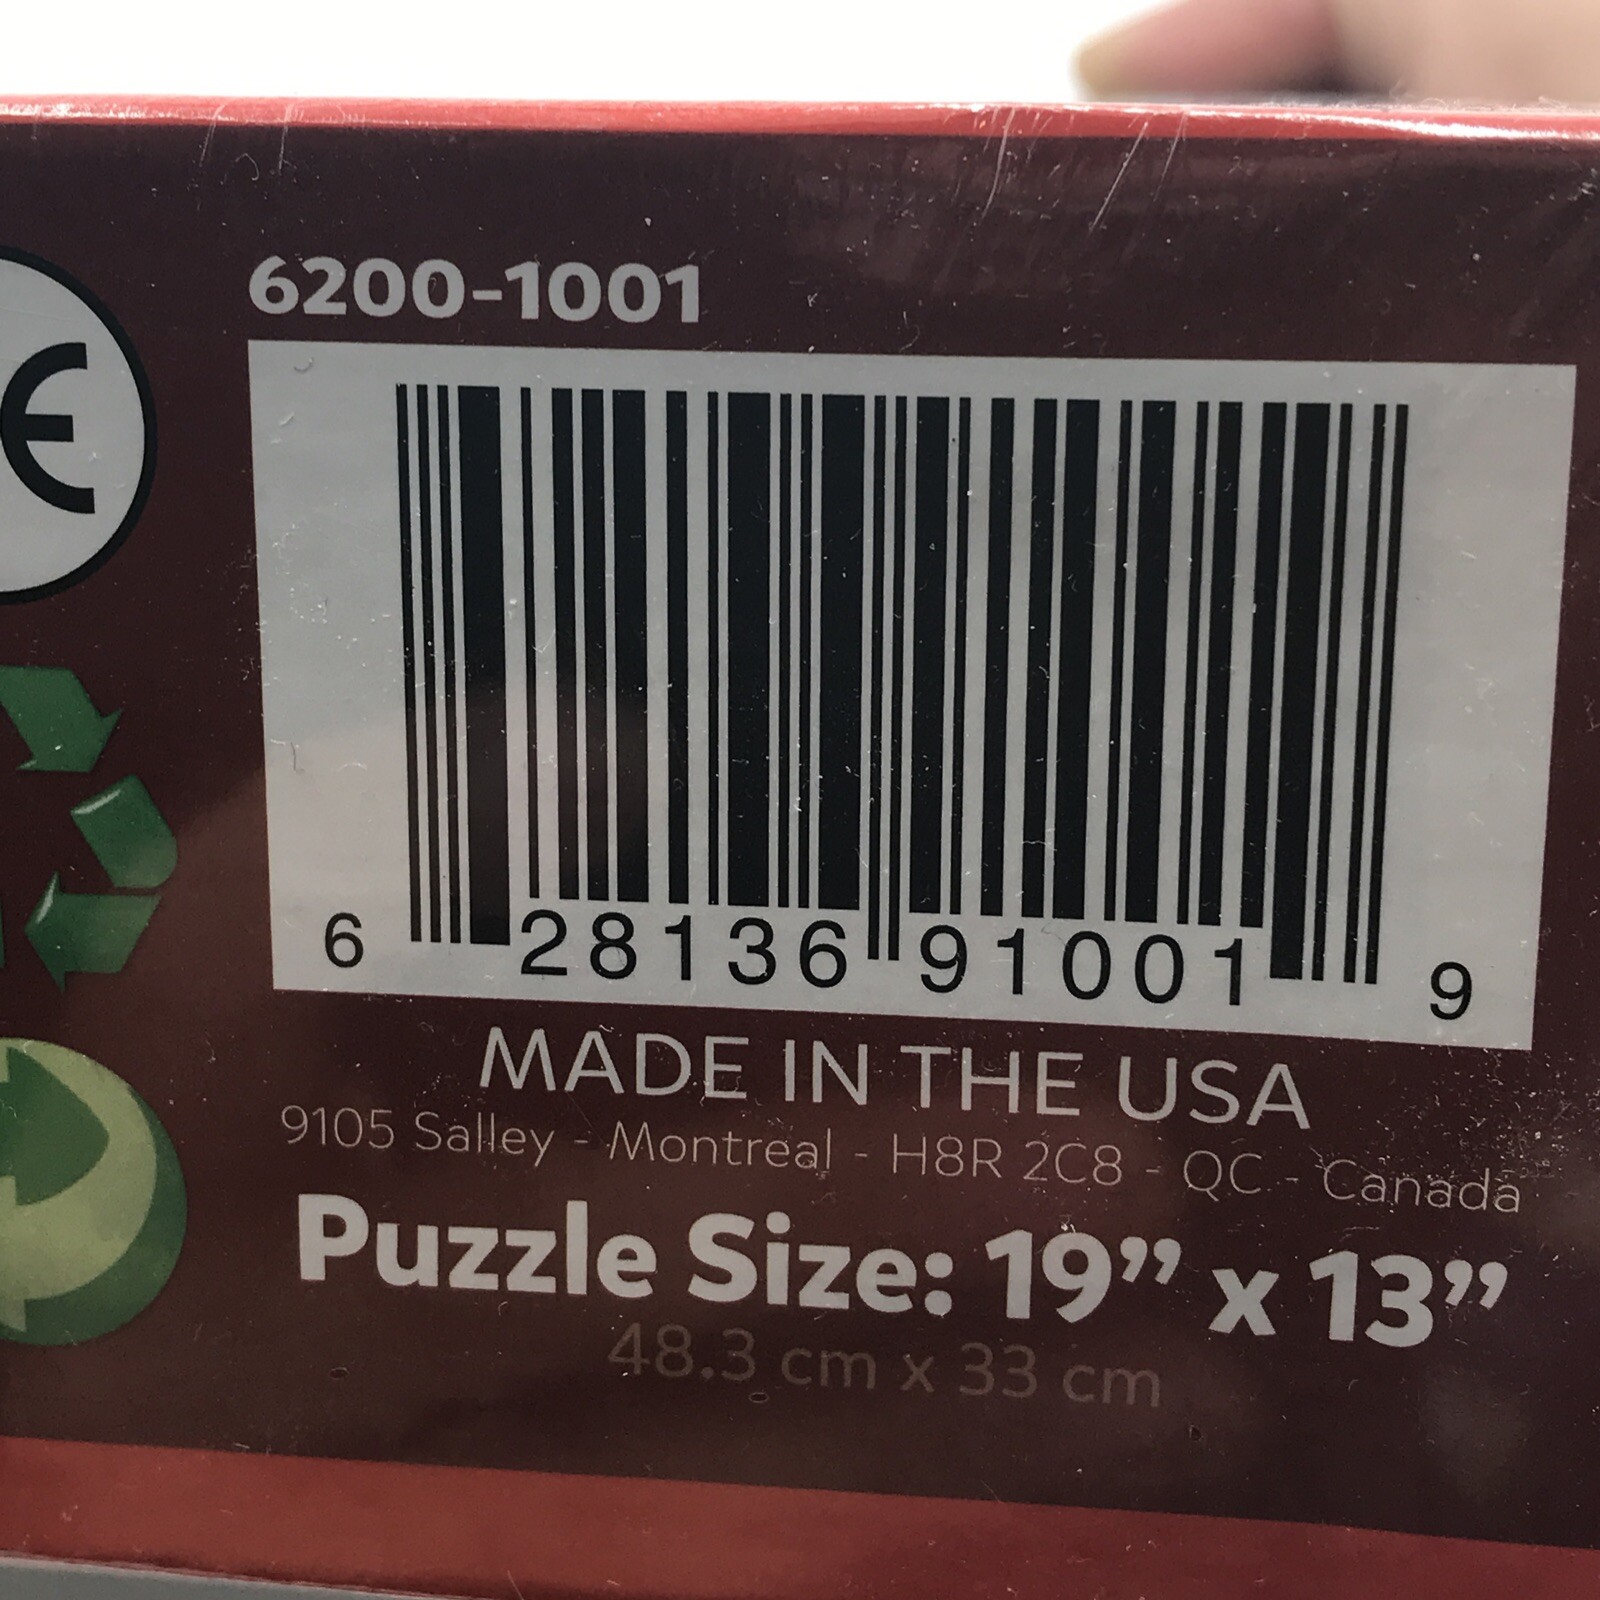 6200-1001
CE
6 28136 91001 9
MADE IN THE USA
9105 Salley - Montreal - H8R 2C8 - QC - Canada
Puzzle Size: 19” x 13”
48.3 cm x 33 cm